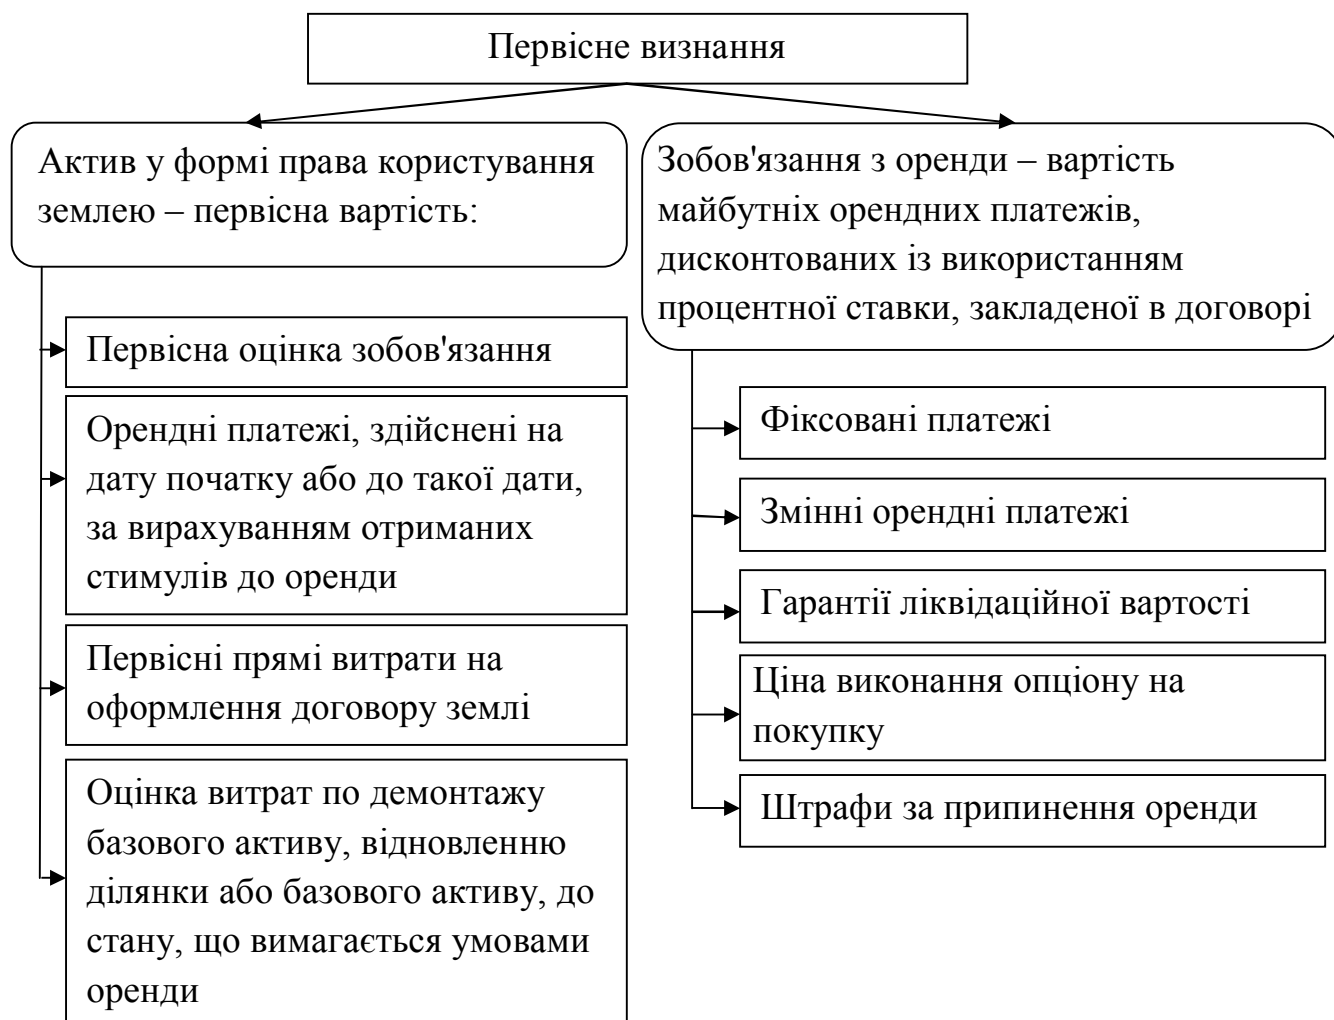 Первісне визнання
Актив у формі права користування
землею – первісна вартість:
Первісна оцінка зобов'язання
Орендні платежі, здійснені на
дату початку або до такої дати,
за вирахуванням отриманих
стимулів до оренди
Первісні прямі витрати на
оформлення договору землі
Оцінка витрат по демонтажу
базового активу, відновленню
ділянки або базового активу, до
стану, що вимагається умовами
оренди
Зобов'язання з оренди – вартість
майбутніх орендних платежів,
дисконтованих із використанням
процентної ставки, закладеної в договорі
Фіксовані платежі
Змінні орендні платежі
Гарантії ліквідаційної вартості
Ціна виконання опціону на
покупку
Штрафи за припинення оренди